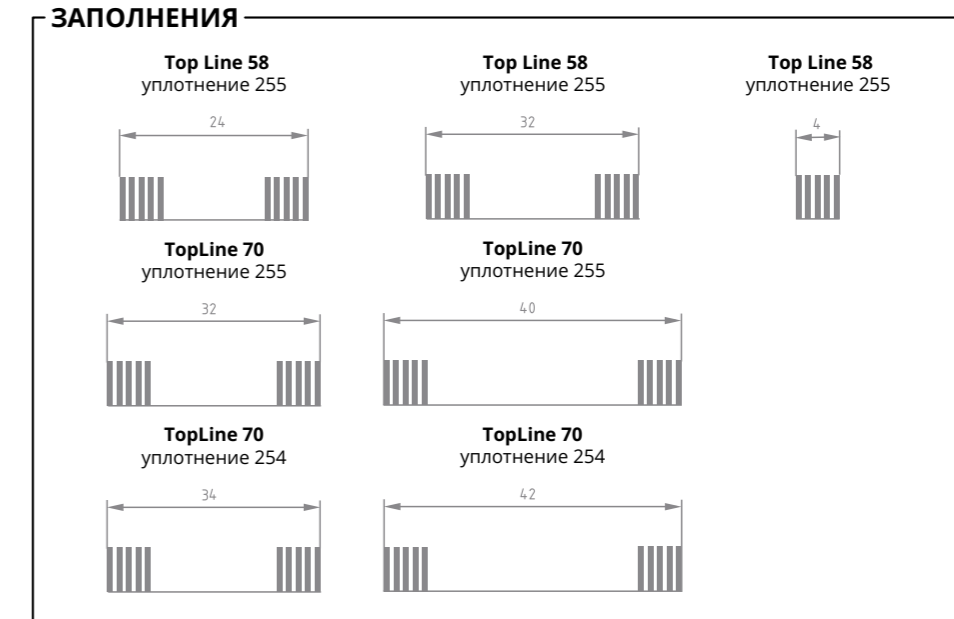 ЗАПОЛНЕНИЯ
Top Line 58
уплотнение 255
24
Top Line 58
уплотнение 255
32
Top Line 58
уплотнение 255
4
TopLine 70
уплотнение 255
32
TopLine 70
уплотнение 255
40
TopLine 70
уплотнение 254
34
TopLine 70
уплотнение 254
42